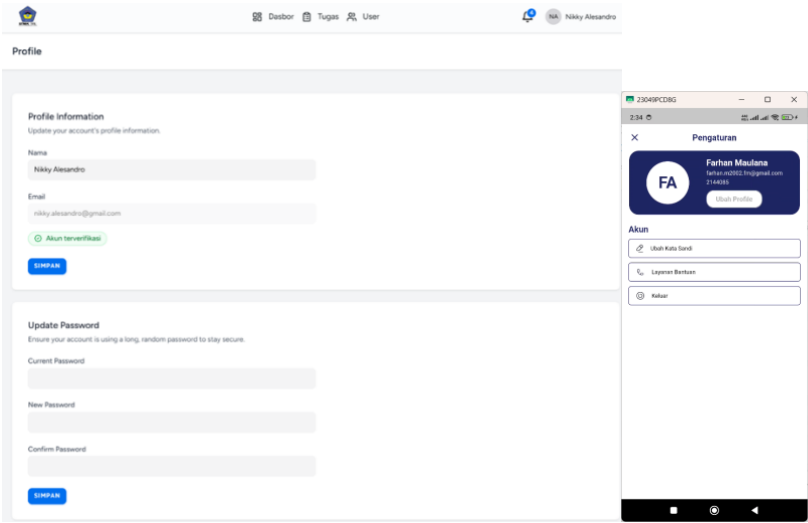 Dasbor Tugas User
4 NA Nikky Alesandro
Profile
Profile Information
Update your account's profile information.
Nama
Nikky Alesandro
Email
nikky.alesandro@gmail.com
Akun terverifikasi
SIMPAN
Update Password
Ensure your account is using a long, random password to stay secure.
Current Password
New Password
Confirm Password
SIMPAN
23049PCD8G
2:34
Pengaturan
FA
Farhan Maulana
farhan.m2002.fm@gmail.com
2144085
Ubah Profile
Akun
Ubah Kata Sandi
Layanan Bantuan
Keluar